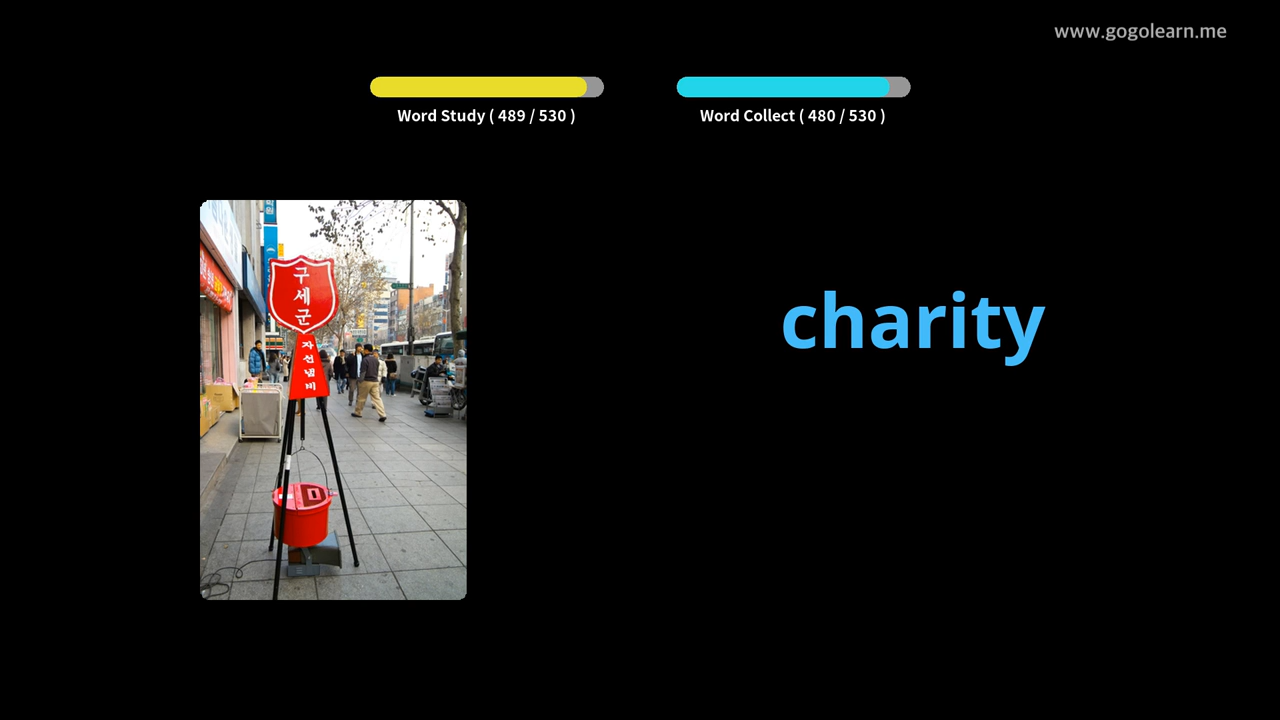 www.gogolearn.me
Word Study ( 489 / 530 )
Word Collect ( 480 / 530 )
구
세
군
자
선
냄
비
charity